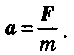 a = F/m.